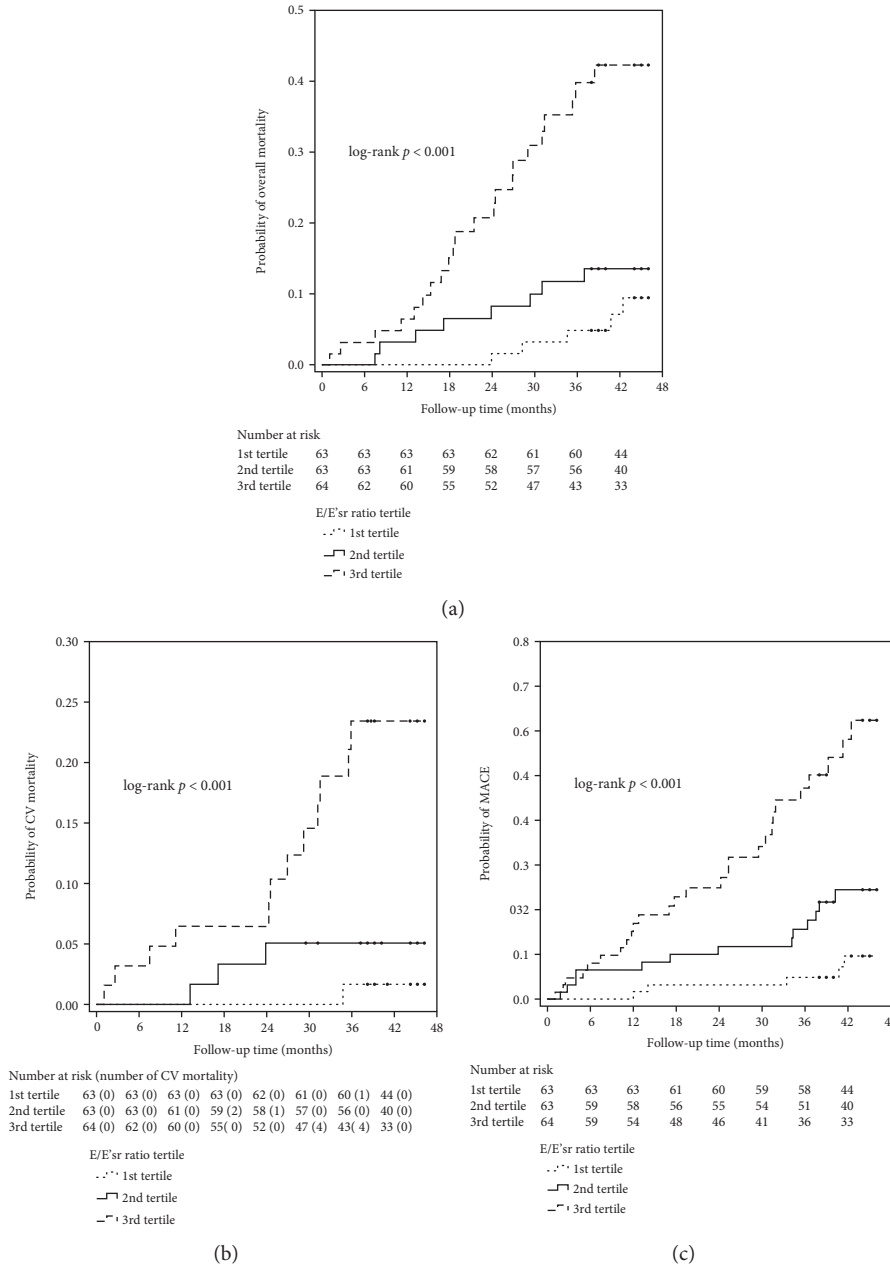 0.5
0.4
0.3
0.2
0.1
0.0
Probability of overall mortality
log-rank p < 0.001
0 6 12 18 24 30 36 42 48
Follow-up time (months)
Number at risk
1st tertile 63 63 63 63 62 61 60 44
2nd tertile 63 63 61 59 58 57 56 40
3rd tertile 64 62 60 55 52 47 43 33
E/E'sr ratio tertile
1st tertile
2nd tertile
3rd tertile
(a)
0.30
0.25
0.20
0.15
0.10
0.05
0.00
Probability of CV mortality
log-rank p < 0.001
0 6 12 18 24 30 36 42 48
Follow-up time (months)
Number at risk (number of CV mortality)
1st tertile 63 (0) 63 (0) 63 (0) 63 (0) 62 (0) 61 (0) 60 (1) 44 (0)
2nd tertile 63 (0) 63 (0) 61 (0) 59 (2) 58 (1) 57 (0) 56 (0) 40 (0)
3rd tertile 64 (0) 62 (0) 60 (0) 55( 0) 52 (0) 47 (4) 43( 4) 33 (0)
E/E'sr ratio tertile
1st tertile
2nd tertile
3rd tertile
(b)
0.8
0.7
0.6
0.4
0.4
0.3
032
0.1
0.0
Probability of MACE
log-rank p < 0.001
0 6 12 18 24 30 36 42
Follow-up time (months)
Number at risk
1st tertile 63 63 63 61 60 59 58 44
2nd tertile 63 59 58 56 55 54 51 40
3rd tertile 64 59 54 48 46 41 36 33
E/E'sr ratio tertile
1st tertile
2nd tertile
3rd tertile
(c)